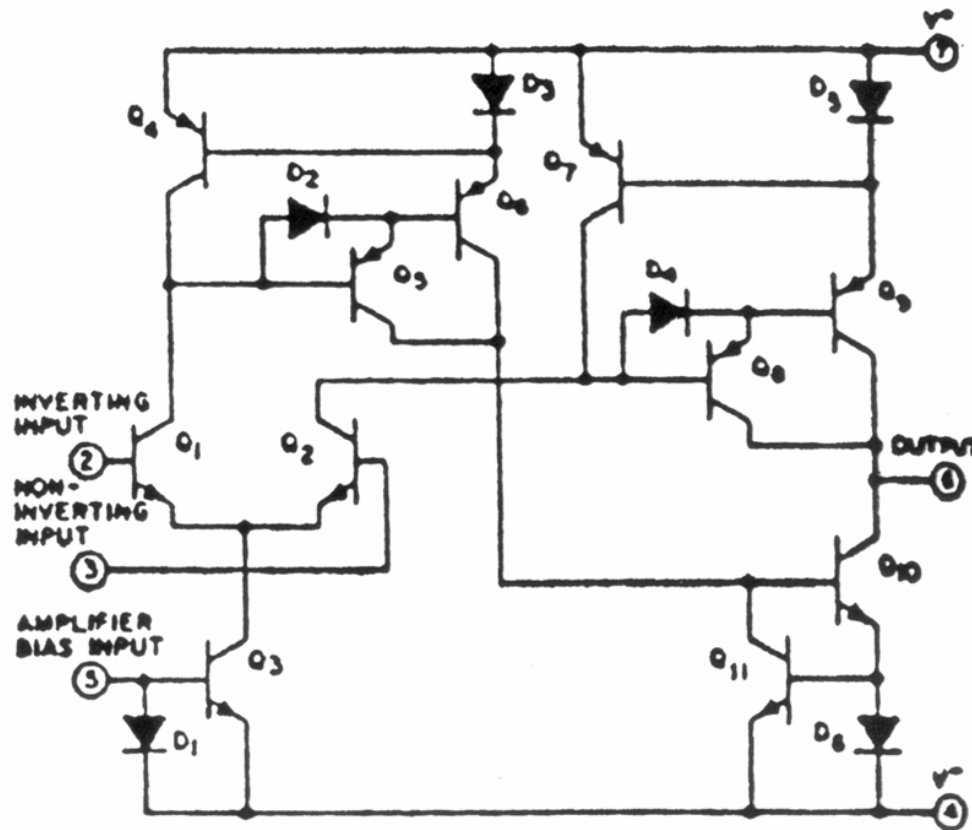 V-
7
D3
D5
Q4
Q7
D2
Q6
Q5
D4
Q9
Q8
INVERTING
INPUT
Q1
Q2
2
OUTPUT
6
NON-
INVERTING
INPUT
3
Q10
AMPLIFIER
BIAS INPUT
5
Q3
Q11
D1
D6
V-
4